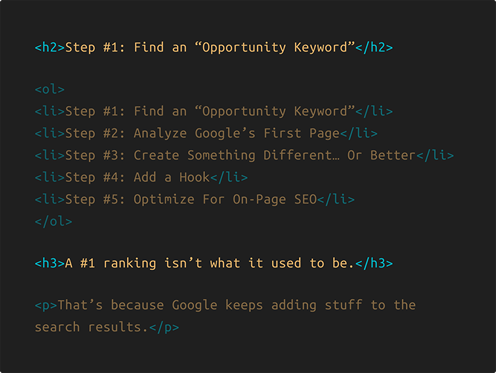 <h2>Step #1: Find an “Opportunity Keyword”</h2>
<ol>
<li>Step #1: Find an “Opportunity Keyword”</li>
<li>Step #2: Analyze Google’s First Page</li>
<li>Step #3: Create Something Different… Or Better</li>
<li>Step #4: Add a Hook</li>
<li>Step #5: Optimize For On-Page SEO</li>
</ol>
<h3>A #1 ranking isn’t what it used to be.</h3>
<p>That’s because Google keeps adding stuff to the
search results.</p>